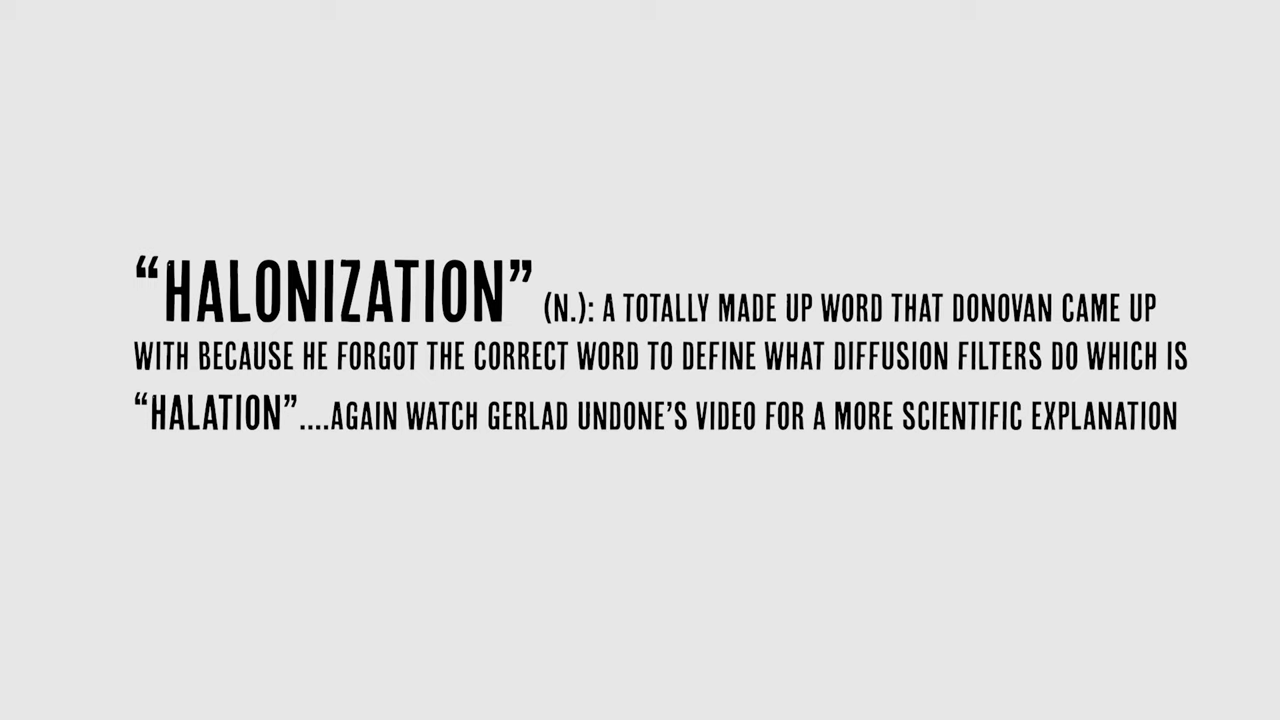 “HALONIZATION” (N.): A TOTALLY MADE UP WORD THAT DONOVAN CAME UP
WITH BECAUSE HE FORGOT THE CORRECT WORD TO DEFINE WHAT DIFFUSION FILTERS DO WHICH IS
“HALATION”....AGAIN WATCH GERLAD UNDONE’S VIDEO FOR A MORE SCIENTIFIC EXPLANATION